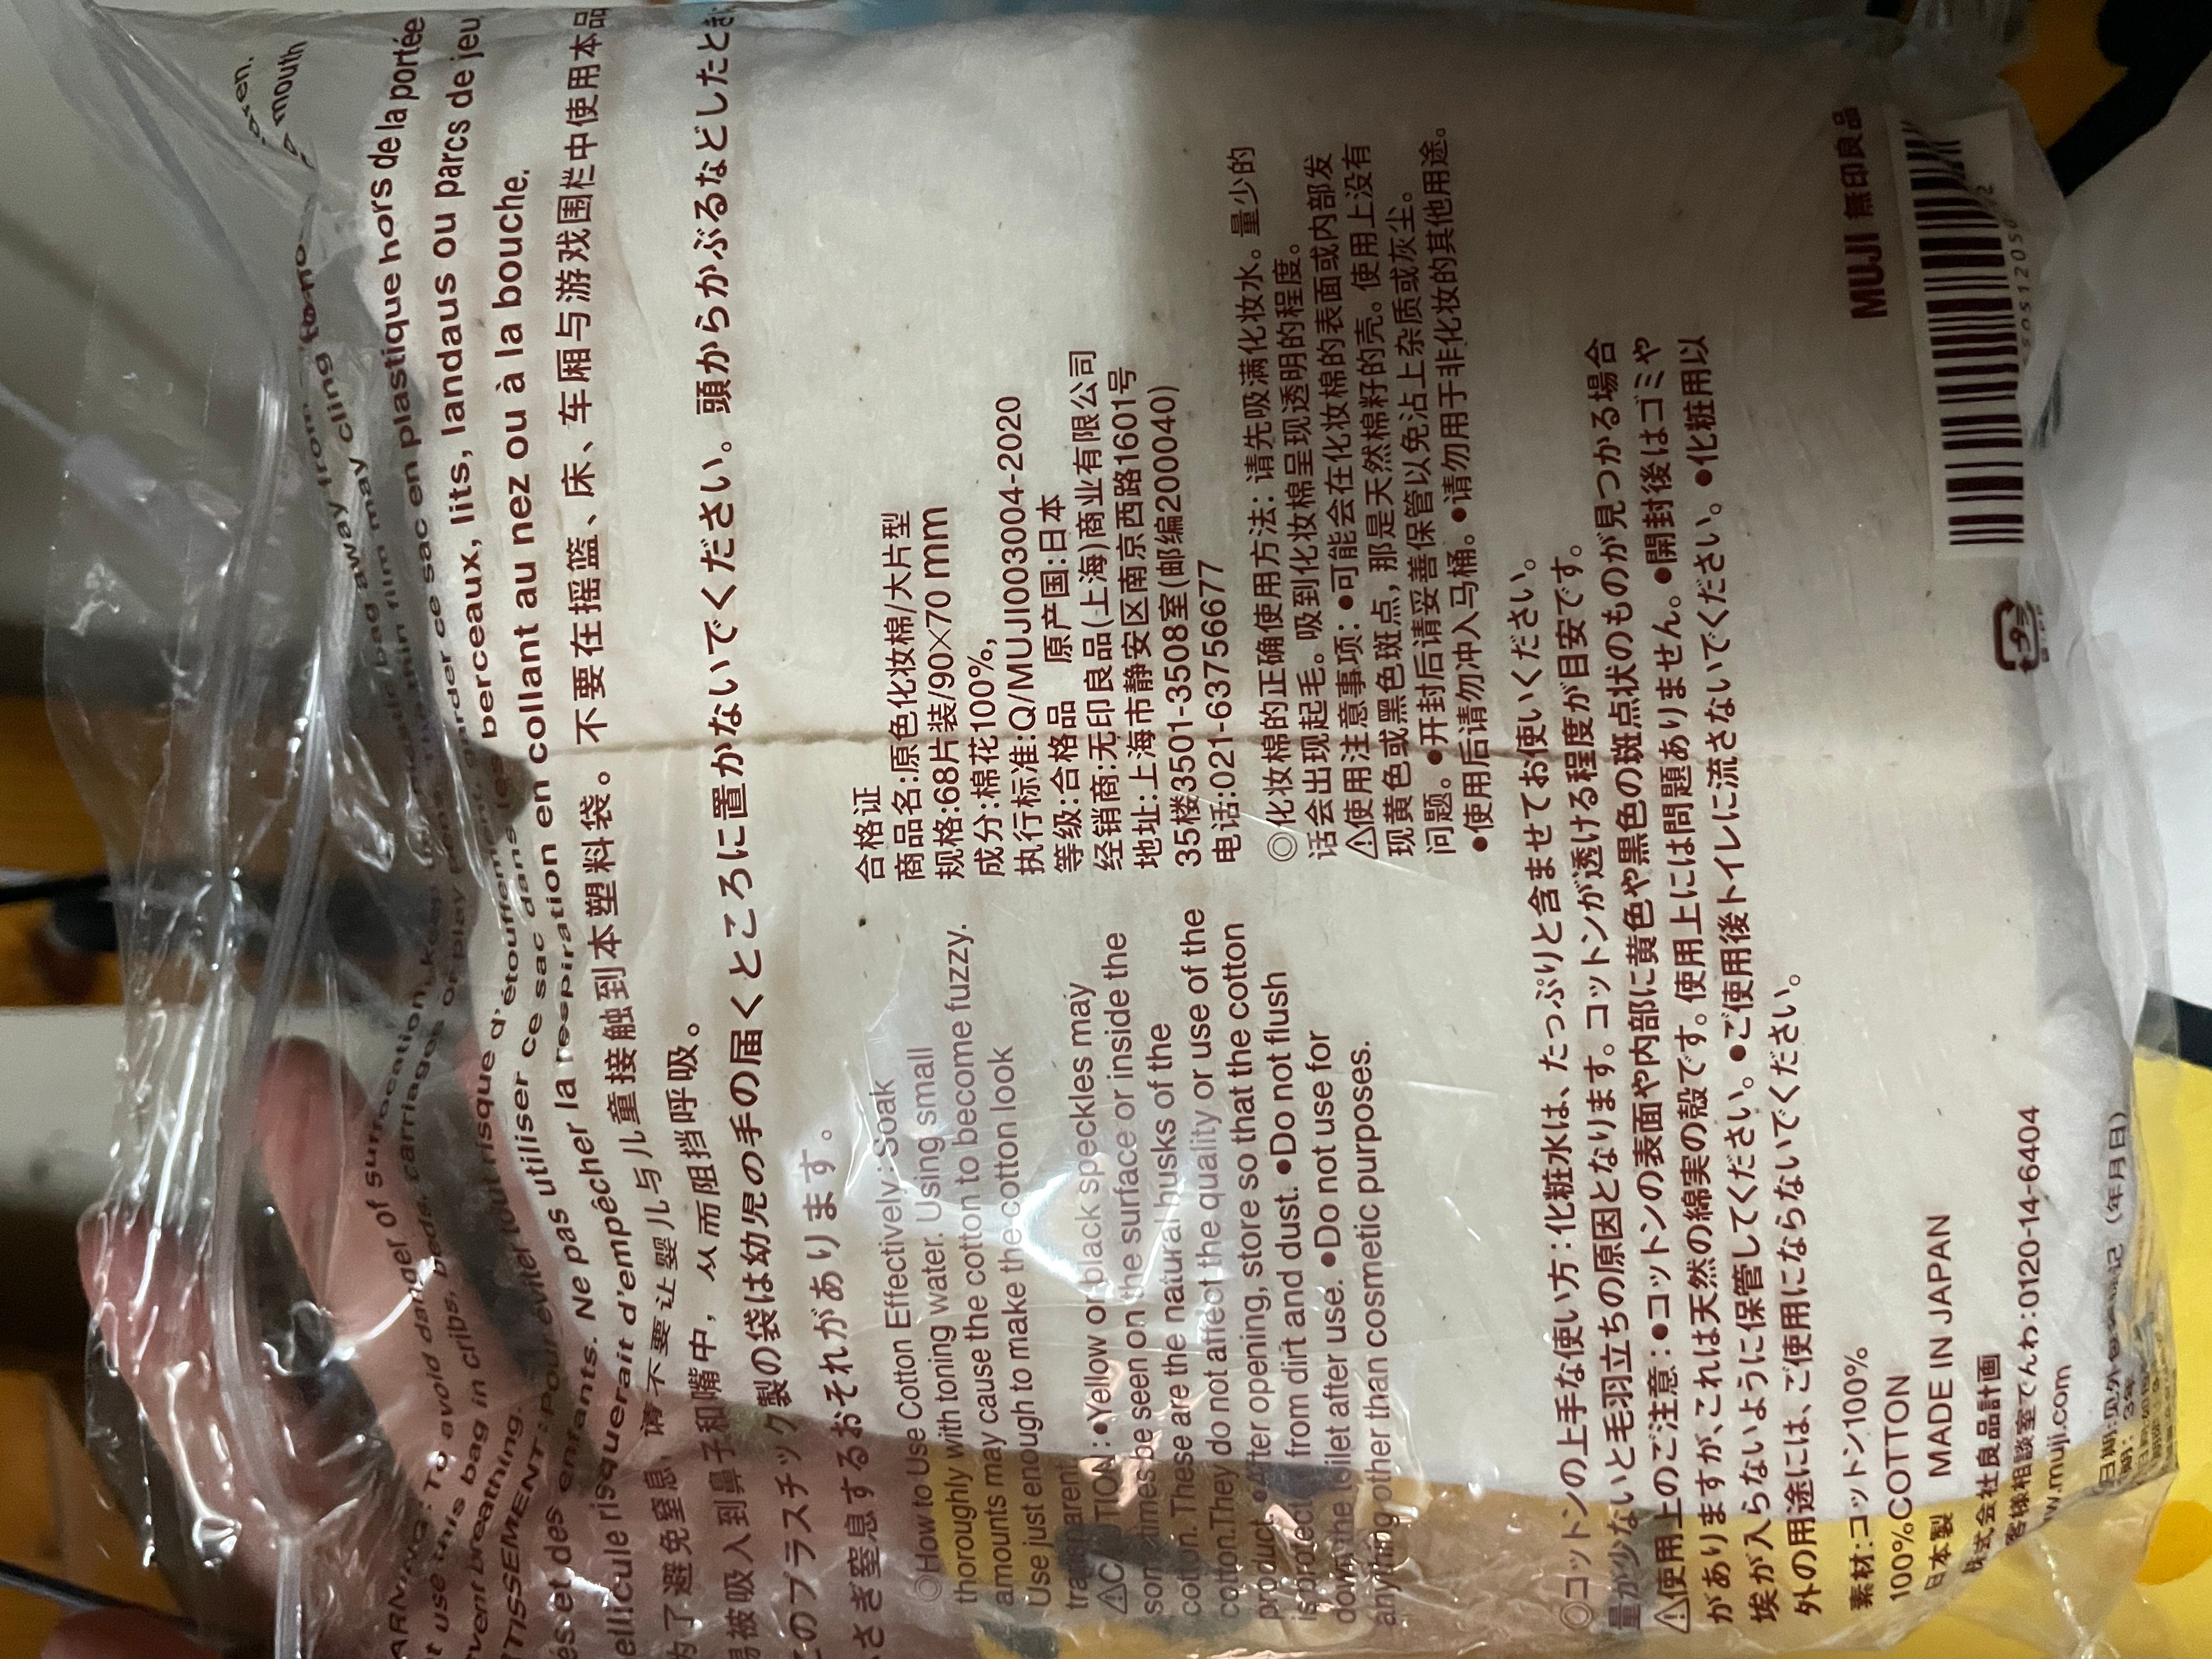 To avoid danger of suffocation, keep
away from
use this bag in cribs, beds, carriages or play pens. This thin film may cling to no
mouth
vent breathing.
TISSEMENT : Pour éviter tout risque d'étouffement, garder ce sac en plastique hors de la portée
és et des enfants. Ne pas utiliser ce sac dans les berceaux, lits, landaus ou parcs de jeu
ellicule risquerait d'empêcher la respiration en collant au nez ou à la bouche.
为了避免窒息，请不要让婴儿与儿童接触到本塑料袋。不要在摇篮、床、车厢与游戏围栏中使用本品
易被吸入到鼻子和嘴中，从而阻挡呼吸。
このプラスチック製の袋は幼児の手の届くところに置かないでください。頭からかぶるなどしたとき
さぎ窒息するおそれがあります。
◎How to Use Cotton Effectively: Soak
thoroughly with toning water. Using small
amounts may cause the cotton to become fuzzy.
Use just enough to make the cotton look
transparent.
⚠CAUTION: ●Yellow or black speckles may
sometimes be seen on the surface or inside the
cotton. These are the natural husks of the
cotton.They do not affect the quality or use of the
product. ●After opening, store so that the cotton
is protected from dirt and dust. ●Do not flush
down the toilet after use. ●Do not use for
anything other than cosmetic purposes.
合格证
商品名:原色化妆棉/大片型
规格:68片装/90×70 mm
成分:棉花100%,
执行标准:Q/MUJI003004-2020
等级:合格品 原产国:日本
经销商:无印良品(上海)商业有限公司
地址:上海市静安区南京西路1601号
35楼3501-3508室(邮编200040)
电话:021-63756677
◎化妆棉的正确使用方法：请先吸满化妆水。量少的
话会出现起毛。吸到化妆棉呈现透明的程度。
⚠使用注意事项：●可能会在化妆棉的表面或内部发
现黄色或黑色斑点，那是天然棉籽的壳。使用上没有
问题。●开封后请妥善保管以免沾上杂质或灰尘。
●使用后请勿冲入马桶。●请勿用于非化妆的其他用途。
◎コットンの上手な使い方：化粧水は、たっぷりと含ませてお使いください。
量が少ないと毛羽立ちの原因となります。コットンが透ける程度が目安です。
⚠使用上のご注意：●コットンの表面や内部に黄色や黒色の斑点状のものが見つかる場合
がありますが、これは天然の綿実の殻です。使用上には問題ありません。●開封後はゴミや
埃が入らないように保管してください。●ご使用後トイレに流さないでください。●化粧用以
外の用途には、ご使用にならないでください。
素材:コットン100%
100%COTTON
日本製 MADE IN JAPAN
株式会社良品計画
客様相談室でんわ:0120-14-6404
www.muji.com
MUJI 無印良品